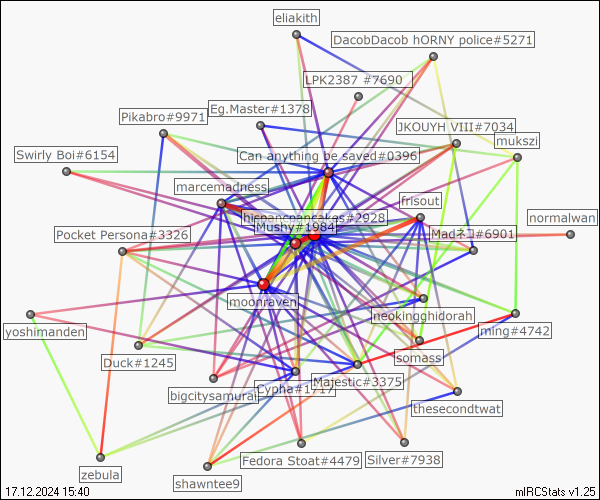 eliakith
DacobDacob hORNY police#5271
LPK2387 #7690
Eg.Master#1378
Pikabro#9971
JKOUYH VIII#7034
mukszi
Swirly Boi#6154
Can anything be saved#0396
marcemadness
frisout
hispanicpancakes#2928
normalwan
Mushy#1984
Pocket Persona#3326
Madネコ#6901
moonraven
neokingghidorah
yoshimanden
ming#4742
Duck#1245
somass
Majestic#3375
Cypha#1717
bigcitysamurai
thesecondtwat
zebula
Fedora Stoat#4479
Silver#7938
shawntee9
17.12.2024 15:40
mIRCStats v1.25